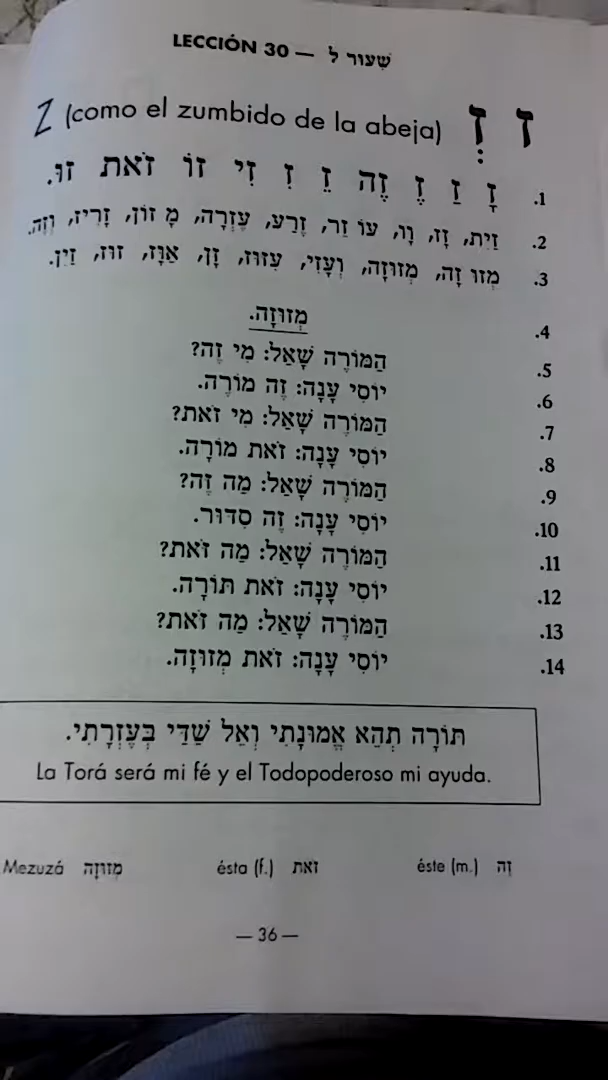 LECCIÓN 30 — שִׁעוּר ל
Z (como el zumbido de la abeja) זְ ז
1. זָ זַ זֶ זֶה זֵ זְ זִ זִי זוֹ זֹאת זוּ.
2. זַיִת, זָז, זָוּ, עוֹ זֵר, זֶרַע, עֶזְרָה, מָ זוֹן, זָרִיז, וְזֶה.
3. מְזוּ זָה, מְזוּזָה, וְעָזִי, עִזּוּז, זָן, אַוָּז, זוּז, זַיִן.
4. מְזוּזָה.
5. הַמּוֹרֶה שָׁאַל: מִי זֶה?
6. יוֹסִי עָנָה: זֶה מוֹרֶה.
7. הַמּוֹרֶה שָׁאַל: מִי זֹאת?
8. יוֹסִי עָנָה: זֹאת מוֹרָה.
9. הַמּוֹרֶה שָׁאַל: מַה זֶה?
10. יוֹסִי עָנָה: זֶה סִדּוּר.
11. הַמּוֹרֶה שָׁאַל: מַה זֹאת?
12. יוֹסִי עָנָה: זֹאת תּוֹרָה.
13. הַמּוֹרֶה שָׁאַל: מַה זֹאת?
14. יוֹסִי עָנָה: זֹאת מְזוּזָה.
תּוֹרָה תְּהֵא אֱמוּנָתִי וְאֵל שַׁדַּי בְּעֶזְרָתִי.
La Torá será mi fé y el Todopoderoso mi ayuda.
Mezuzá מְזוּזָה ésta (f.) זֹאת éste (m.) זֶה
— 36 —